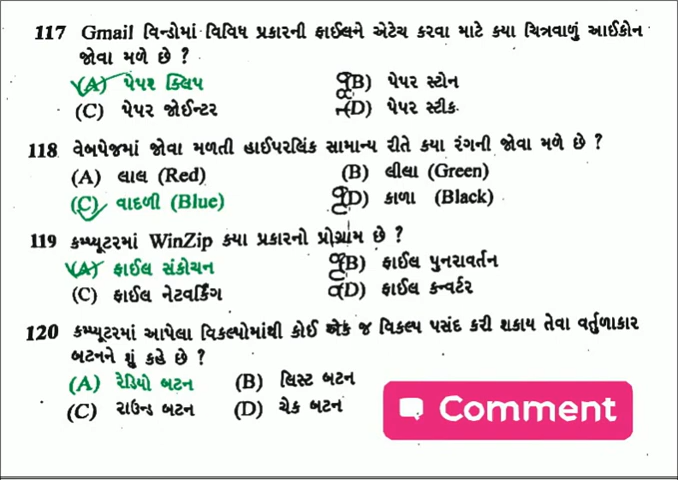 117 Gmail વિન્ડોમાં વિવિધ પ્રકારની ફાઈલને એટેચ કરવા માટે ક્યા ચિત્રવાળું આઈકોન
જોવા મળે છે ?
(A) પેપર ક્લિપ (B) પેપર સ્ટોન
(C) પેપર જોઈન્ટર (D) પેપર સ્ટીક
118 વેબપેજમાં જોવા મળતી હાઈપરલિંક સામાન્ય રીતે ક્યા રંગની જોવા મળે છે ?
(A) લાલ (Red) (B) લીલા (Green)
(C) વાદળી (Blue) (D) કાળા (Black)
119 કમ્પ્યૂટરમાં WinZip ક્યા પ્રકારનો પ્રોગ્રામ છે ?
(A) ફાઈલ સંકોચન (B) ફાઈલ પુનરાવર્તન
(C) ફાઈલ નેટવર્કિંગ (D) ફાઈલ કન્વર્ટર
120 કમ્પ્યૂટરમાં આપેલા વિકલ્પોમાંથી કોઈ એક જ વિકલ્પ પસંદ કરી શકાય તેવા વર્તુળાકાર
બટનને શું કહે છે ?
(A) રેડિયો બટન (B) લિસ્ટ બટન
(C) રાઉન્ડ બટન (D) ચેક બટન
Comment